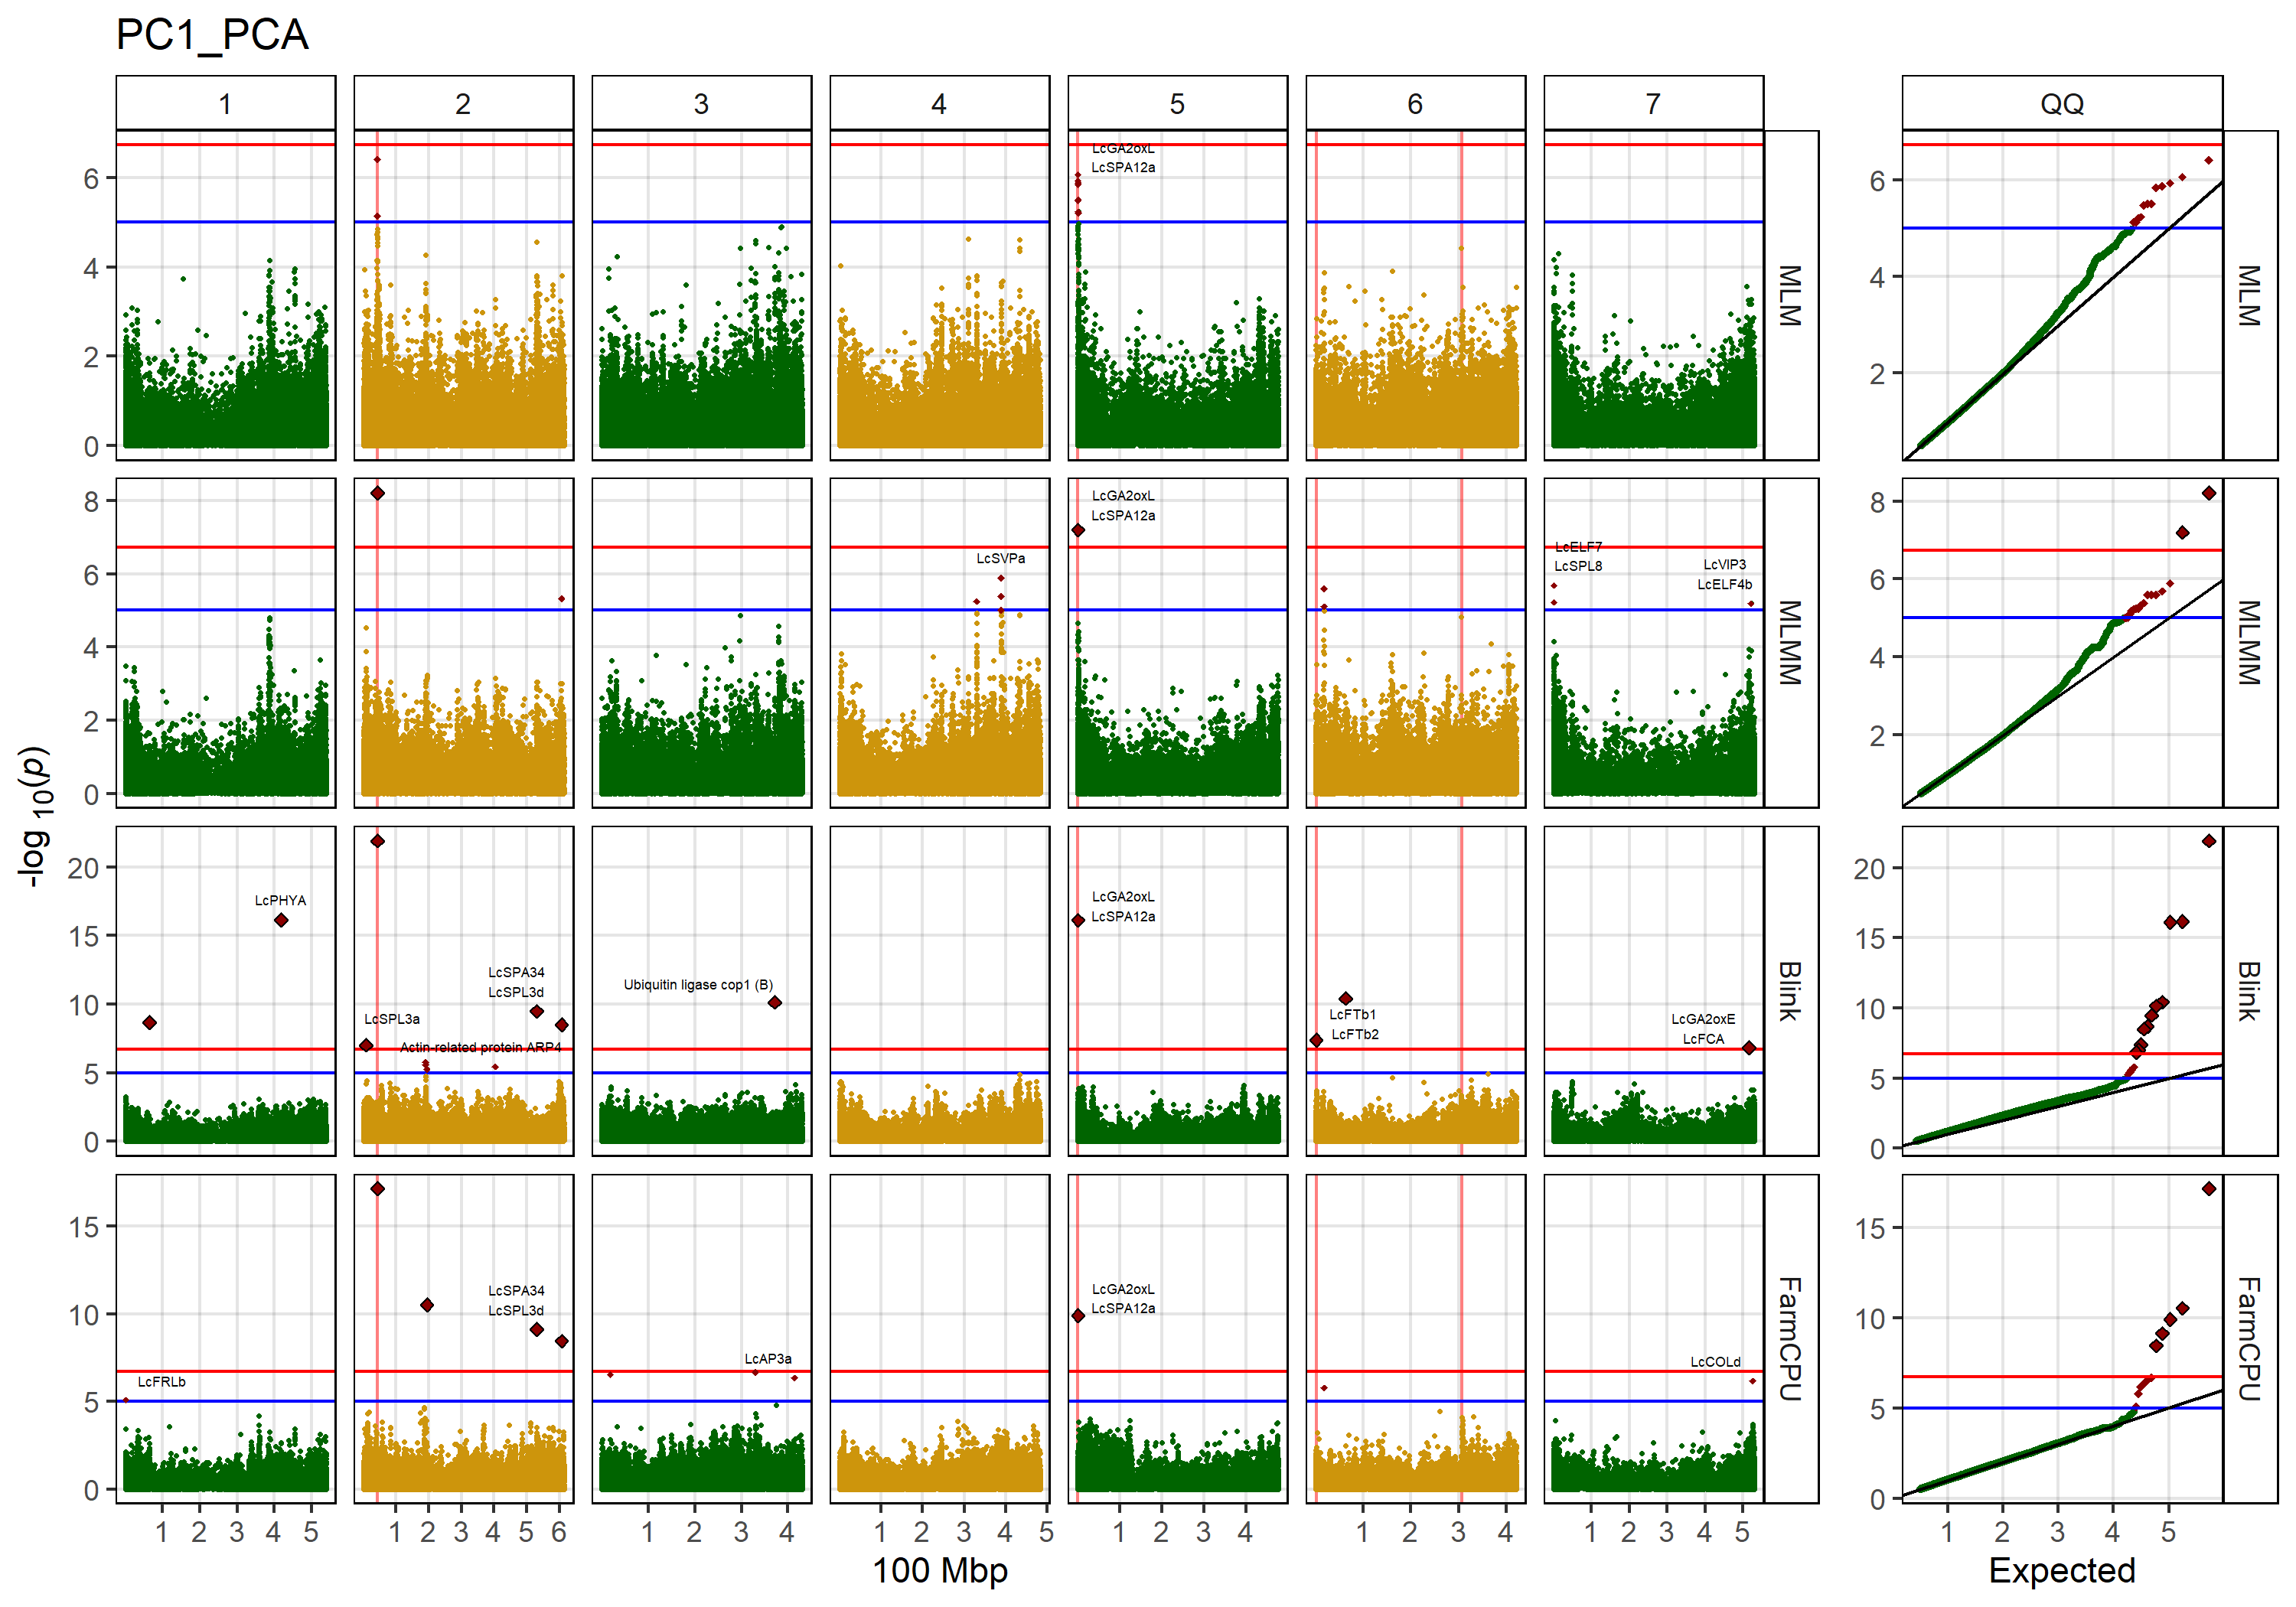 PC1_PCA
1 2 3 4 5 6 7 QQ
LcGA2oxL
LcSPA12a
6
4
2
0
MLM
6
4
2
MLM
LcGA2oxL
LcSPA12a
LcSVPa
LcELF7
LcSPL8
LcVIP3
LcELF4b
8
6
4
2
0
MLMM
8
6
4
2
MLMM
LcPHYA
LcSPA34
LcSPL3d
LcSPL3a
Actin-related protein ARP4
Ubiquitin ligase cop1 (B)
LcGA2oxL
LcSPA12a
LcFTb1
LcFTb2
LcGA2oxE
LcFCA
20
15
10
5
0
Blink
20
15
10
5
0
Blink
LcFRLb
LcSPA34
LcSPL3d
LcAP3a
LcGA2oxL
LcSPA12a
LcCOLd
15
10
5
0
FarmCPU
15
10
5
0
FarmCPU
-log 10(p)
1 2 3 4 5 1 2 3 4 5 6 1 2 3 4 1 2 3 4 5 1 2 3 4 1 2 3 4 1 2 3 4 5 1 2 3 4 5
100 Mbp
Expected